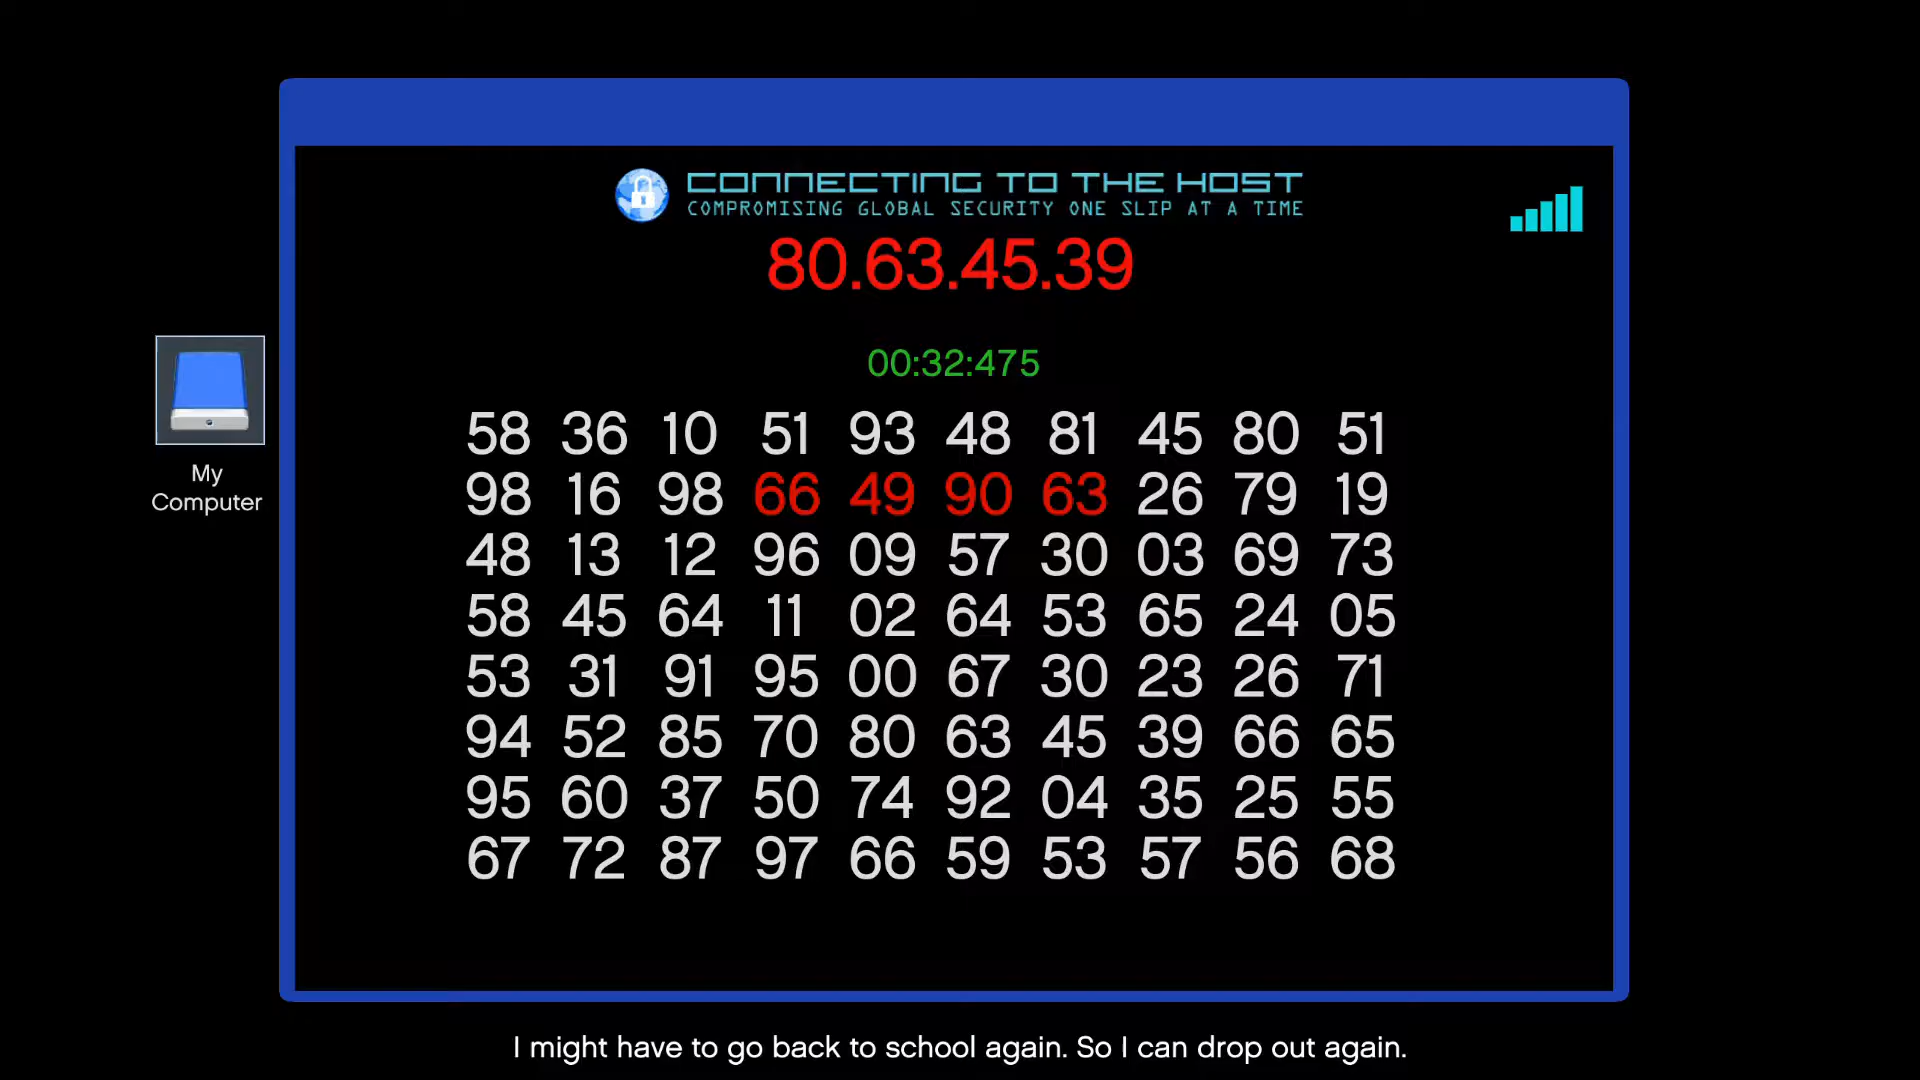 CONNECTING TO THE HOST
COMPROMISING GLOBAL SECURITY ONE SLIP AT A TIME
80.63.45.39
00:32:475
58 36 10 51 93 48 81 45 80 51
98 16 98 66 49 90 63 26 79 19
48 13 12 96 09 57 30 03 69 73
58 45 64 11 02 64 53 65 24 05
53 31 91 95 00 67 30 23 26 71
94 52 85 70 80 63 45 39 66 65
95 60 37 50 74 92 04 35 25 55
67 72 87 97 66 59 53 57 56 68
My
Computer
I might have to go back to school again. So I can drop out again.